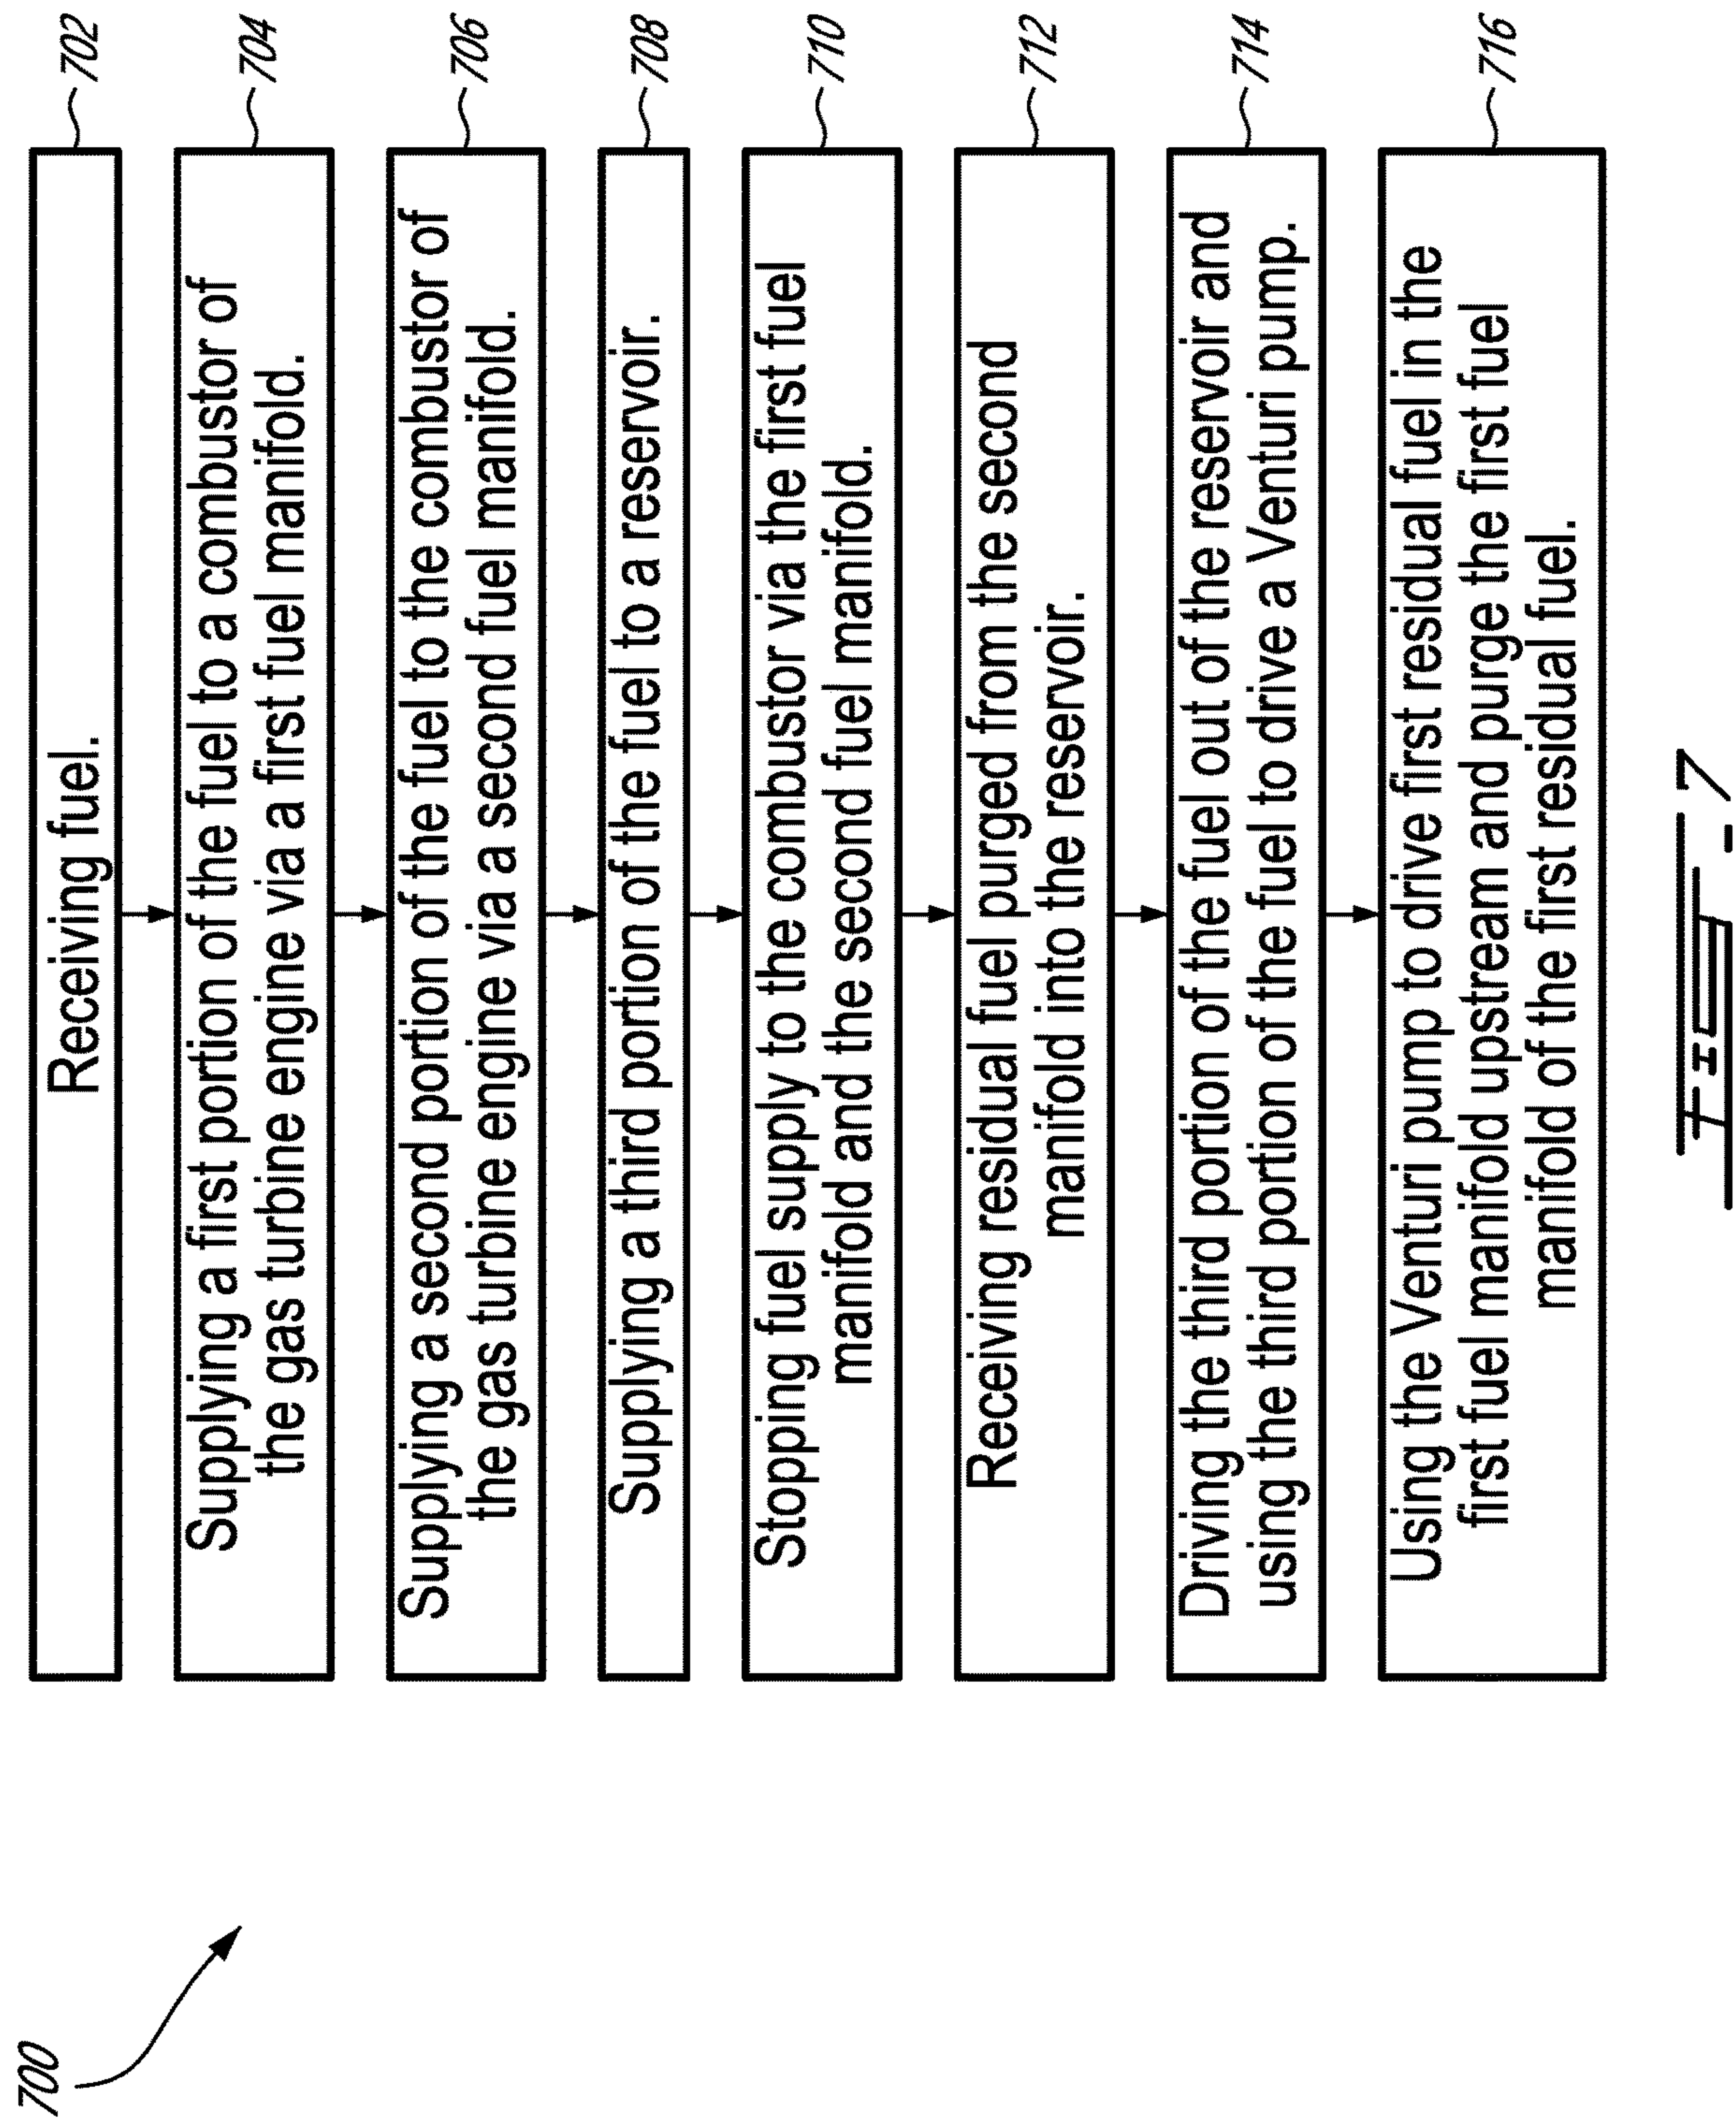 700
Receiving fuel.
702
Supplying a first portion of the fuel to a combustor of
the gas turbine engine via a first fuel manifold.
704
Supplying a second portion of the fuel to the combustor of
the gas turbine engine via a second fuel manifold.
706
Supplying a third portion of the fuel to a reservoir.
708
Stopping fuel supply to the combustor via the first fuel
manifold and the second fuel manifold.
710
Receiving residual fuel purged from the second
manifold into the reservoir.
712
Driving the third portion of the fuel out of the reservoir and
using the third portion of the fuel to drive a Venturi pump.
714
Using the Venturi pump to drive first residual fuel in the
first fuel manifold upstream and purge the first fuel
manifold of the first residual fuel.
716
FIG. 7